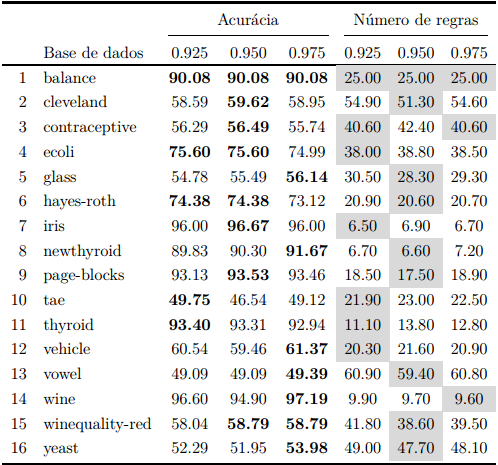 Acurácia Número de regras
Base de dados 0.925 0.950 0.975 0.925 0.950 0.975
1 balance 90.08 90.08 90.08 25.00 25.00 25.00
2 cleveland 58.59 59.62 58.95 54.90 51.30 54.60
3 contraceptive 56.29 56.49 55.74 40.60 42.40 40.60
4 ecoli 75.60 75.60 74.99 38.00 38.80 38.50
5 glass 54.78 55.49 56.14 30.50 28.30 29.30
6 hayes-roth 74.38 74.38 73.12 20.90 20.60 20.70
7 iris 96.00 96.67 96.00 6.50 6.90 6.70
8 newthyroid 89.83 90.30 91.67 6.70 6.60 7.20
9 page-blocks 93.13 93.53 93.46 18.50 17.50 18.90
10 tae 49.75 46.54 49.12 21.90 23.00 22.50
11 thyroid 93.40 93.31 92.94 11.10 13.80 12.80
12 vehicle 60.54 59.46 61.37 20.30 21.60 20.90
13 vowel 49.09 49.09 49.39 60.90 59.40 60.80
14 wine 96.60 94.90 97.19 9.90 9.70 9.60
15 winequality-red 58.04 58.79 58.79 41.80 38.60 39.50
16 yeast 52.29 51.95 53.98 49.00 47.70 48.10